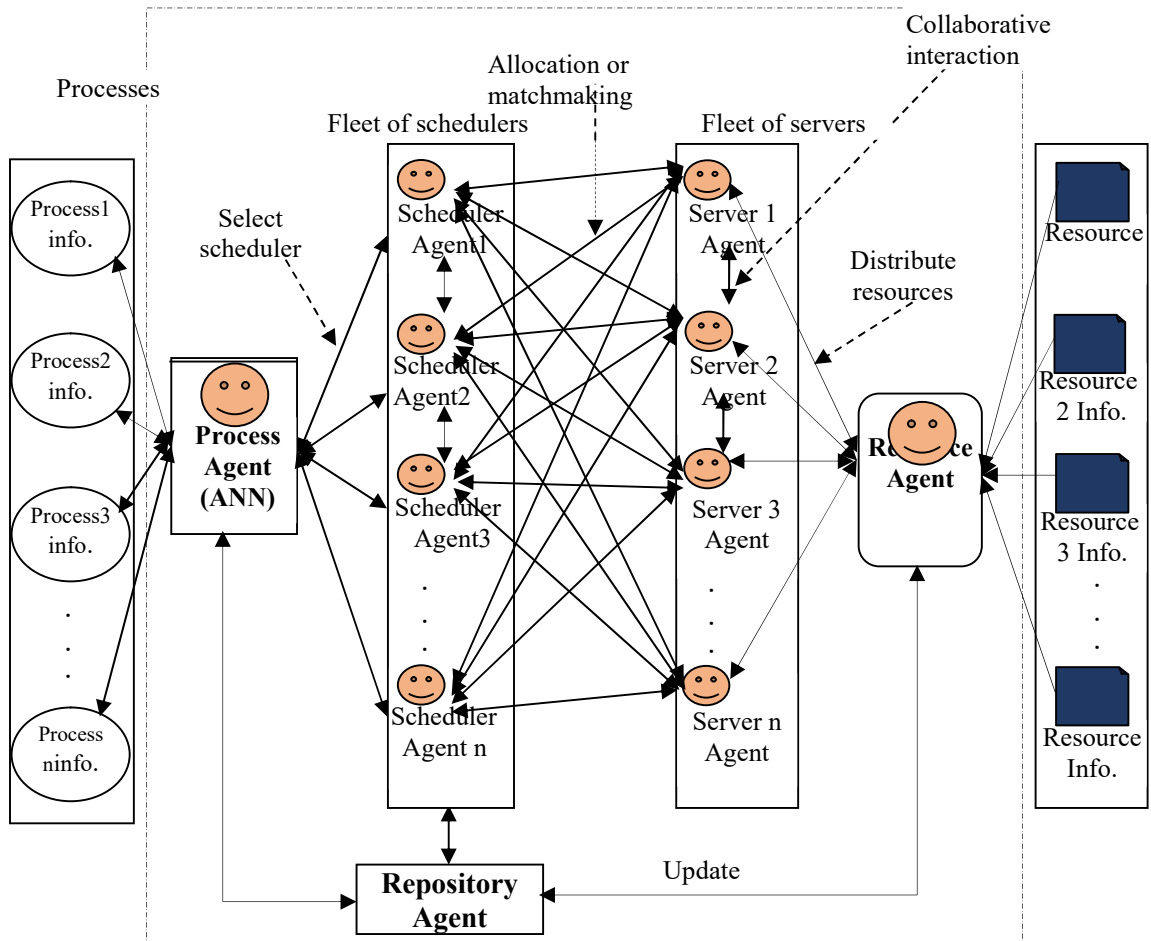 Collaborative
interaction
Allocation or
matchmaking
Processes
Fleet of schedulers
Fleet of servers
Process1
info.
Process2
info.
Process3
info.
.
.
.
Process
ninfo.
Select
scheduler
Process
Agent
(ANN)
Scheduler
Agent1
Scheduler
Agent2
Scheduler
Agent3
.
.
.
Scheduler
Agent n
Server 1
Agent
Server 2
Agent
Server 3
Agent
.
.
.
Server n
Agent
Distribute
resources
Agent
Resource
Resource
2 Info.
Resource
3 Info.
.
.
.
Resource
Info.
Update
Repository
Agent